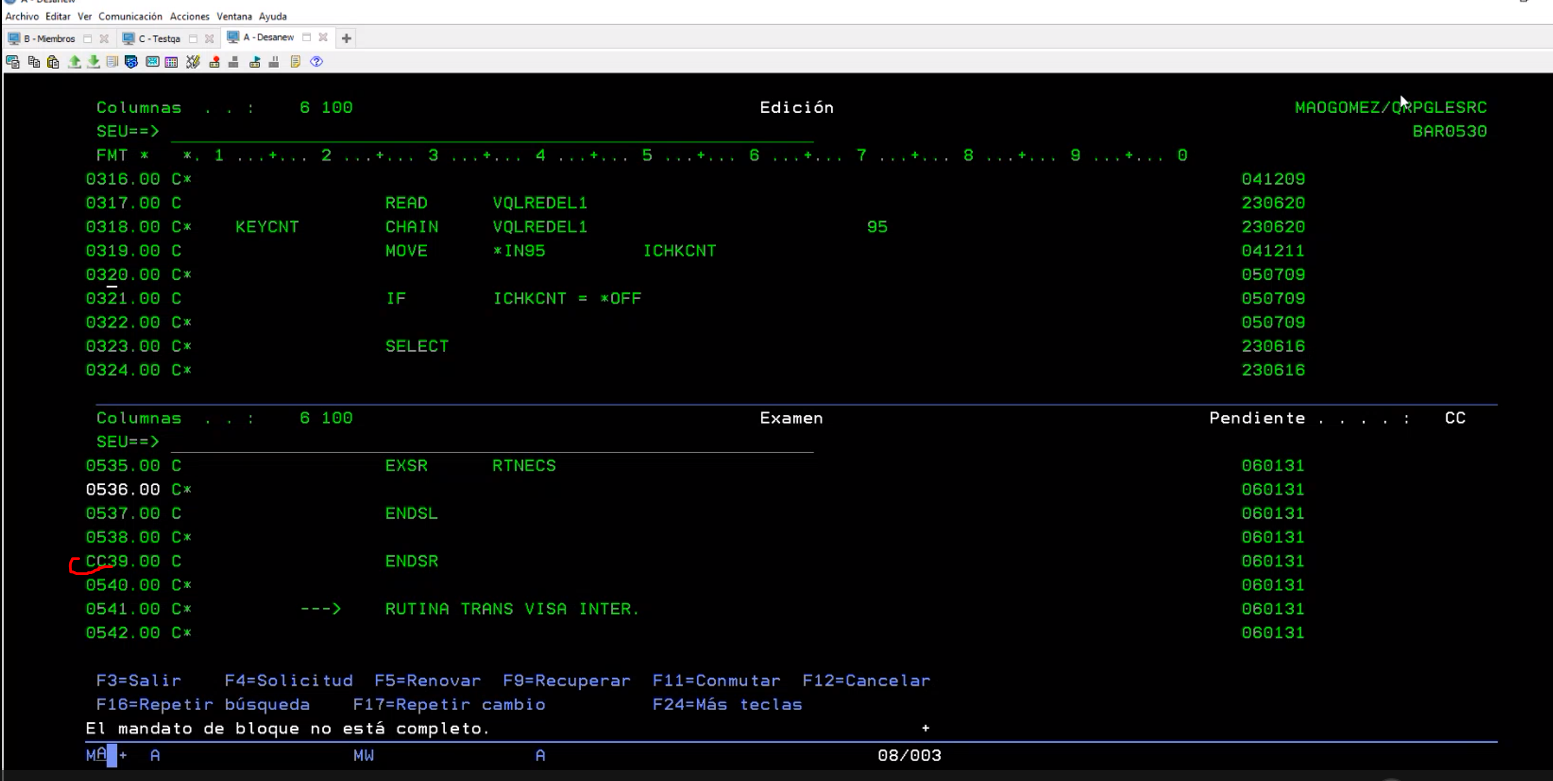 A - Desanew
Archivo Editar Ver Comunicación Acciones Ventana Ayuda
B - Miembros C - Testqa A - Desanew
Columnas . . : 6 100 Edición MAOGOMEZ/QRPGLESRC
SEU==> BAR0530
FMT * *. 1 ...+... 2 ...+... 3 ...+... 4 ...+... 5 ...+... 6 ...+... 7 ...+... 8 ...+... 9 ...+... 0
0316.00 C* 041209
0317.00 C READ VQLREDEL1 230620
0318.00 C* KEYCNT CHAIN VQLREDEL1 95 230620
0319.00 C MOVE *IN95 ICHKCNT 041211
0320.00 C* 050709
0321.00 C IF ICHKCNT = *OFF 050709
0322.00 C* 050709
0323.00 C* SELECT 230616
0324.00 C* 230616
Columnas . . : 6 100 Examen Pendiente . . . . : CC
SEU==>
0535.00 C EXSR RTNECS 060131
0536.00 C* 060131
0537.00 C ENDSL 060131
0538.00 C* 060131
CC39.00 C ENDSR 060131
0540.00 C* 060131
0541.00 C* ---> RUTINA TRANS VISA INTER. 060131
0542.00 C* 060131
F3=Salir F4=Solicitud F5=Renovar F9=Recuperar F11=Conmutar F12=Cancelar
F16=Repetir búsqueda F17=Repetir cambio F24=Más teclas
El mandato de bloque no está completo. +
MA + A MW A 08/003